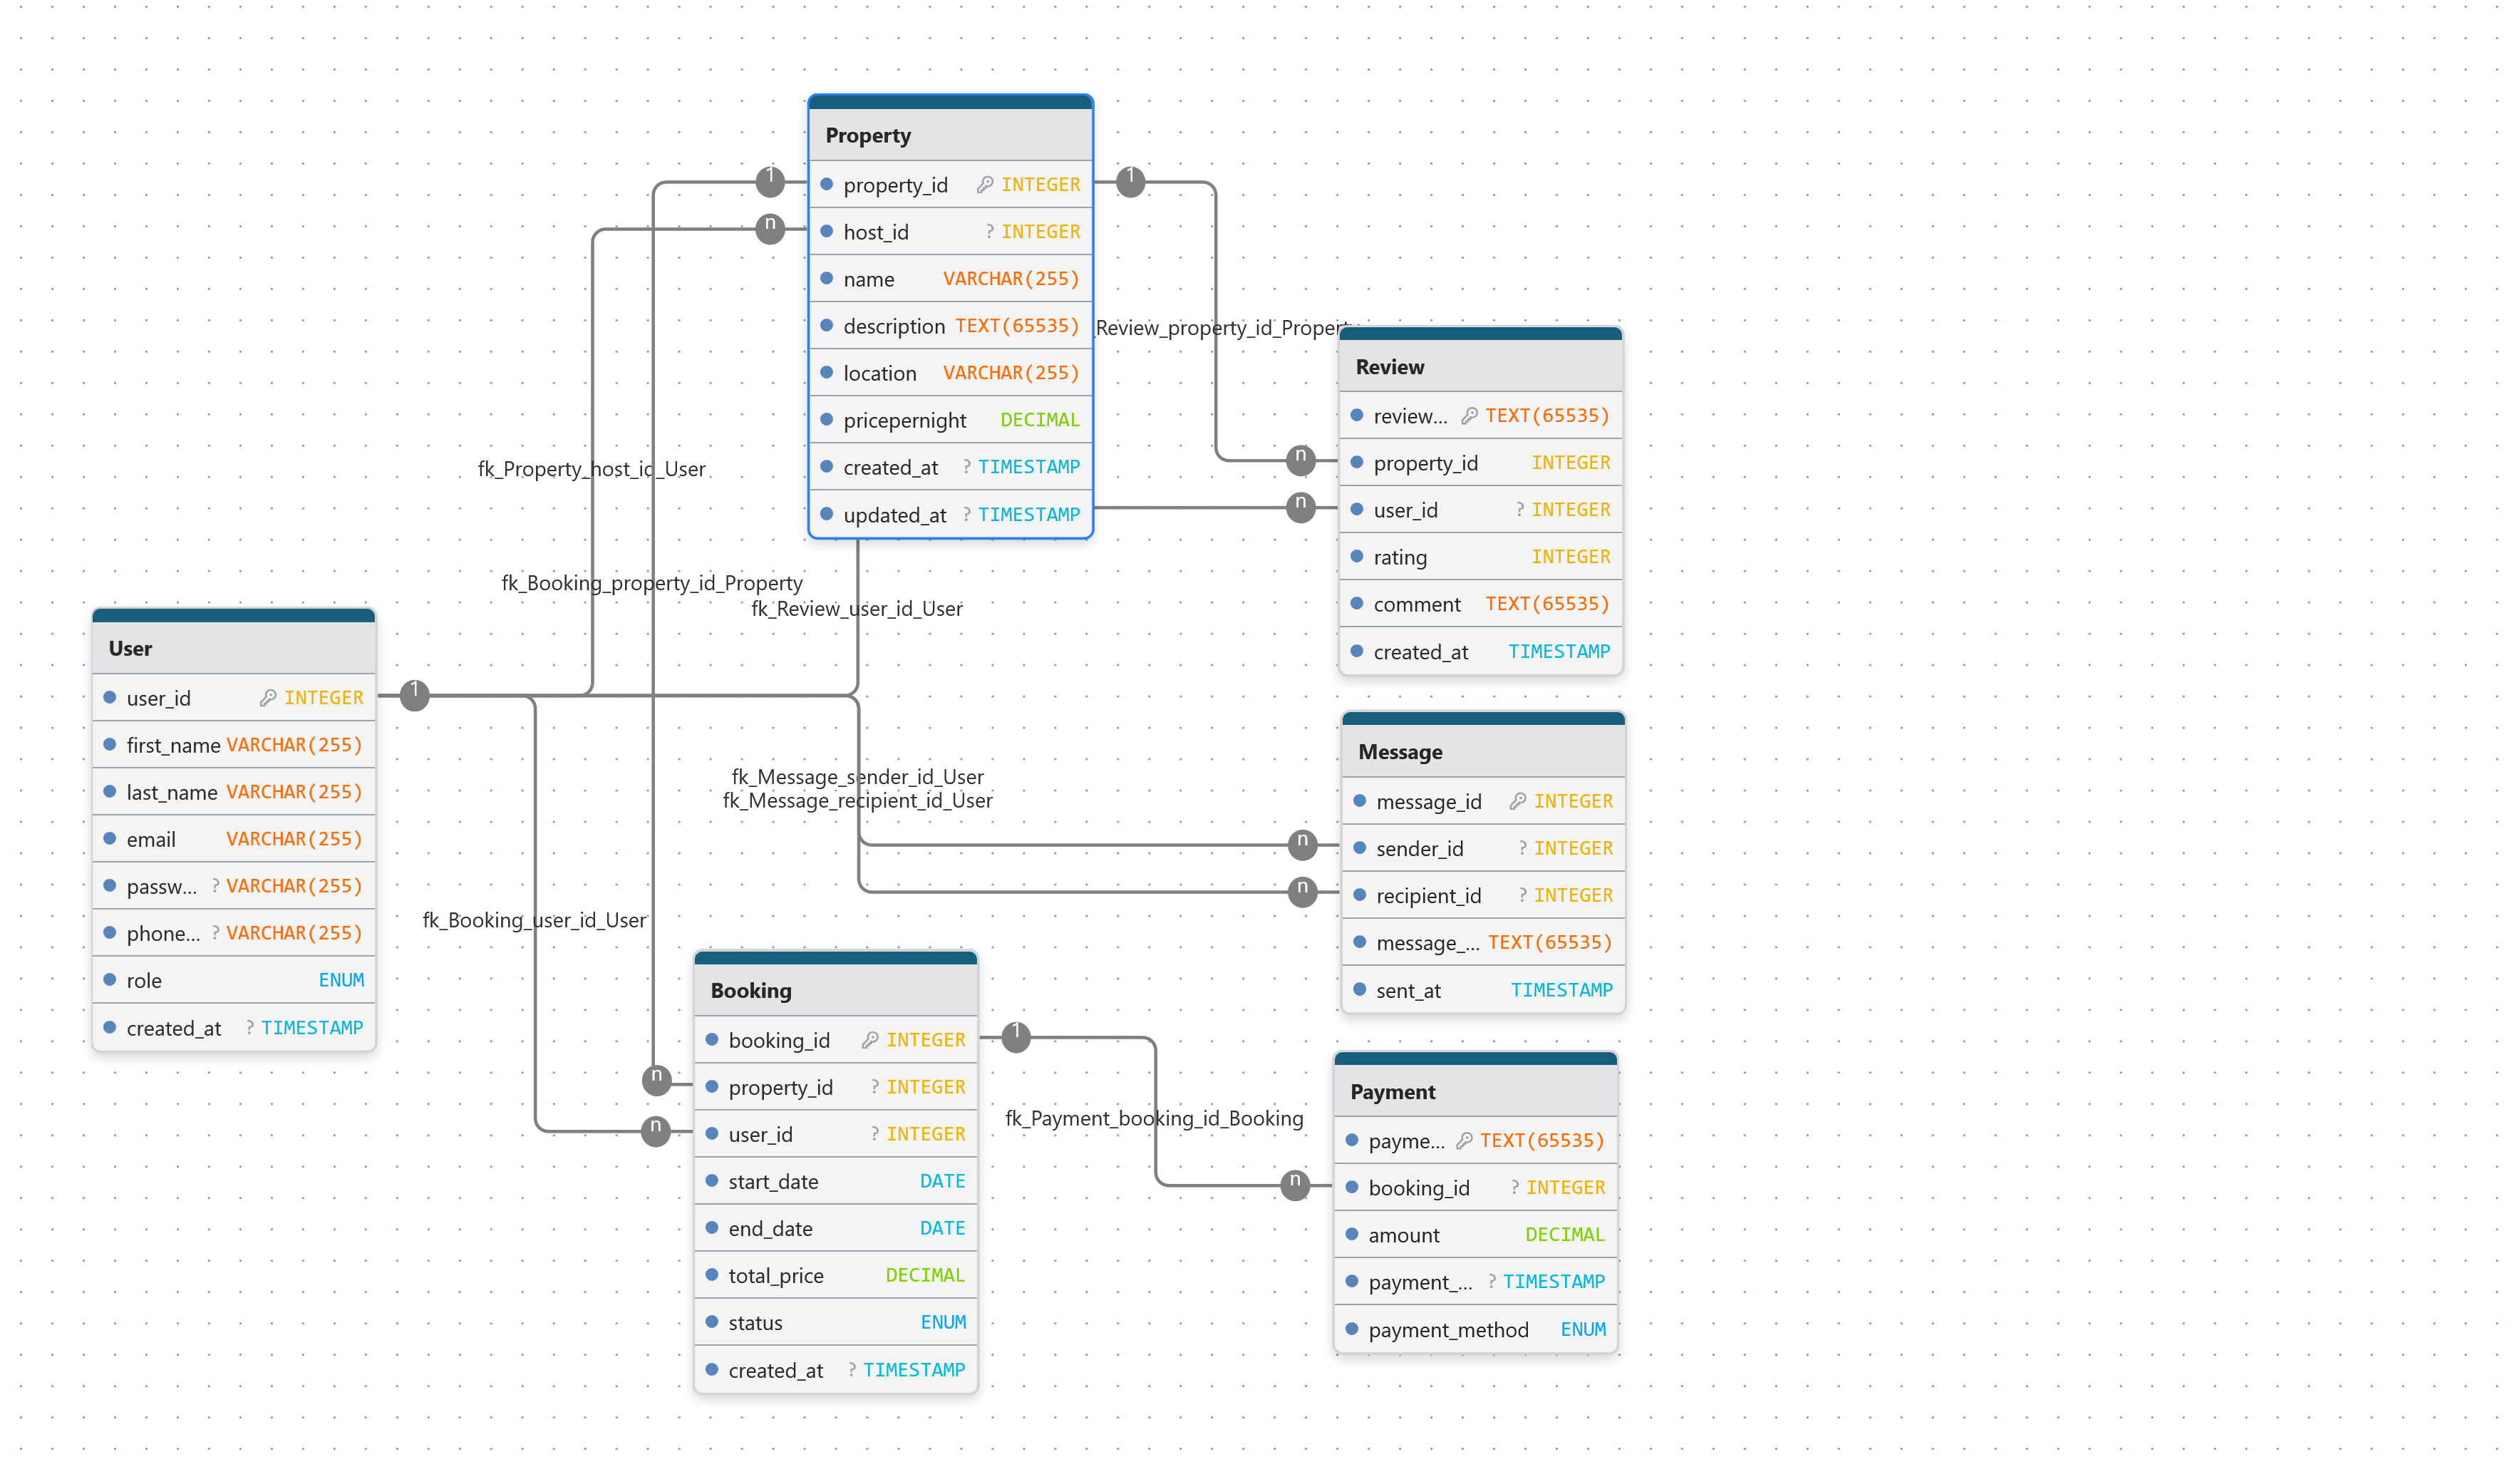 Property
property_id INTEGER
host_id ? INTEGER
name VARCHAR(255)
description TEXT(65535)
location VARCHAR(255)
pricepernight DECIMAL
created_at ? TIMESTAMP
updated_at ? TIMESTAMP
1
n
1
_Review_property_id_Property
Review
review... TEXT(65535)
property_id INTEGER
user_id ? INTEGER
rating INTEGER
comment TEXT(65535)
created_at TIMESTAMP
n
n
fk_Property_host_id_User
fk_Booking_property_id_Property
fk_Review_user_id_User
User
user_id INTEGER
first_name VARCHAR(255)
last_name VARCHAR(255)
email VARCHAR(255)
passw... ? VARCHAR(255)
phone... ? VARCHAR(255)
role ENUM
created_at ? TIMESTAMP
1
fk_Message_sender_id_User
fk_Message_recipient_id_User
Message
message_id INTEGER
sender_id ? INTEGER
recipient_id ? INTEGER
message_... TEXT(65535)
sent_at TIMESTAMP
n
n
fk_Booking_user_id_User
Booking
booking_id INTEGER
property_id ? INTEGER
user_id ? INTEGER
start_date DATE
end_date DATE
total_price DECIMAL
status ENUM
created_at ? TIMESTAMP
n
n
1
fk_Payment_booking_id_Booking
n
Payment
payme... TEXT(65535)
booking_id ? INTEGER
amount DECIMAL
payment_... ? TIMESTAMP
payment_method ENUM